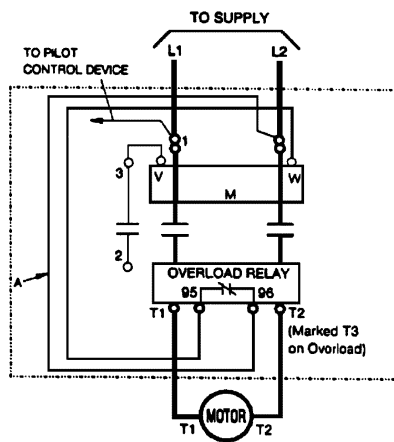 TO SUPPLY
L1 L2
TO PILOT
CONTROL DEVICE
1
3 V W
M
2
A
OVERLOAD RELAY
95 96
T1 T2
(Marked T3
on Overload)
MOTOR
T1 T2